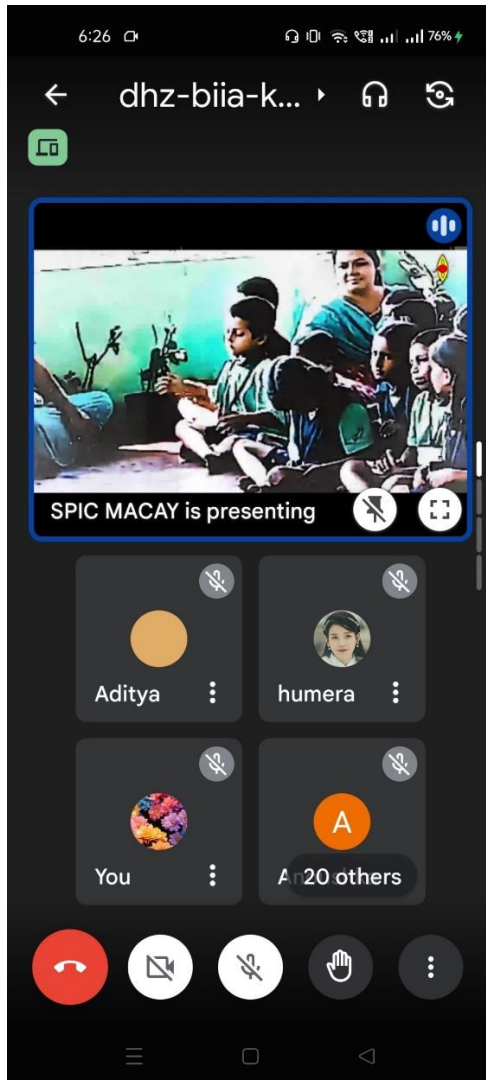 6:26 76%
dhz-biia-k...
SPIC MACAY is presenting
Aditya humera
You A 20 others
A